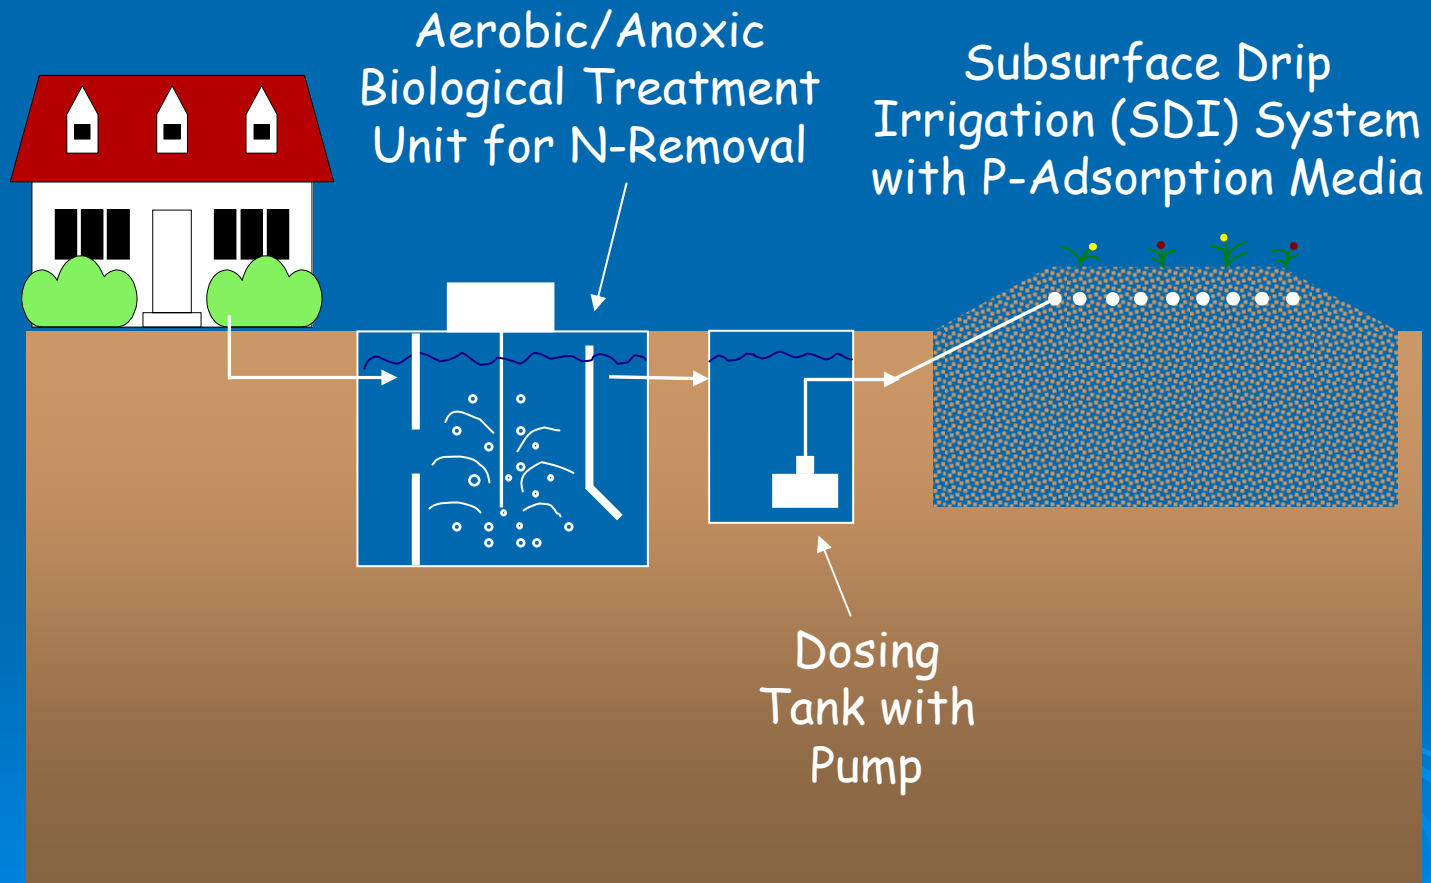 Aerobic/Anoxic
Biological Treatment
Unit for N-Removal
Subsurface Drip
Irrigation (SDI) System
with P-Adsorption Media
Dosing
Tank with
Pump